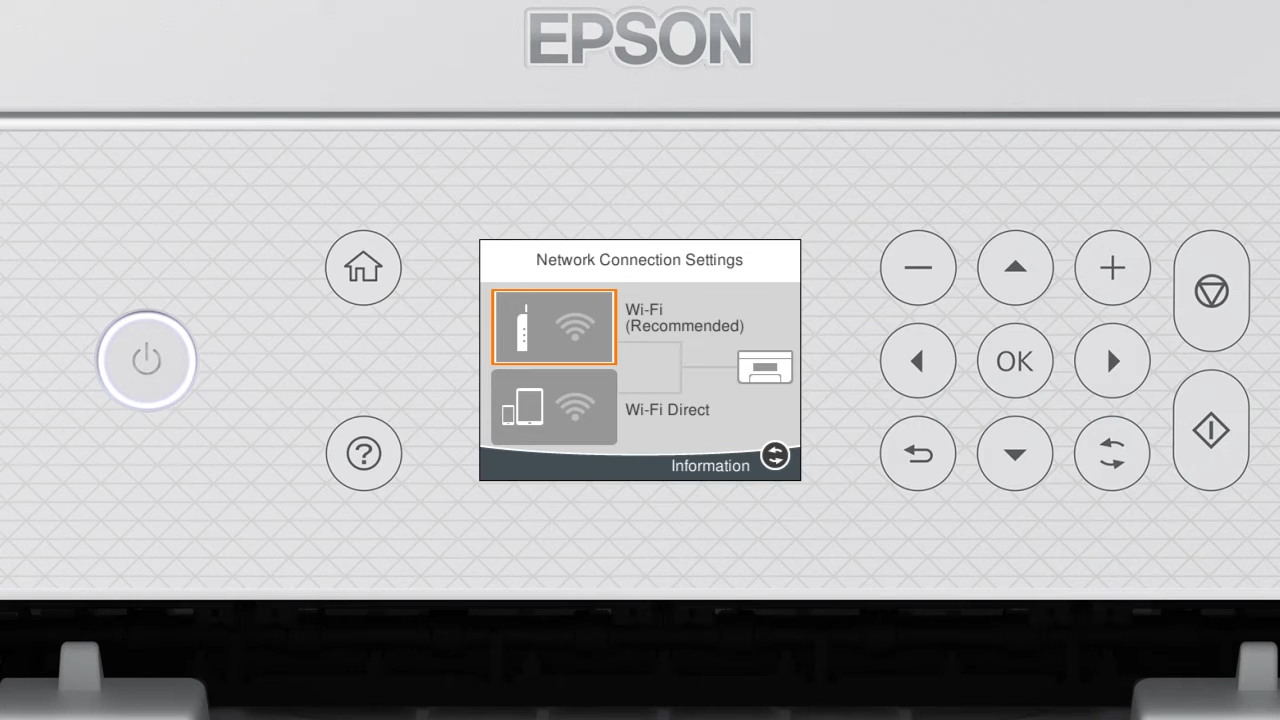 EPSON
Network Connection Settings
Wi-Fi
(Recommended)
Wi-Fi Direct
Information
OK